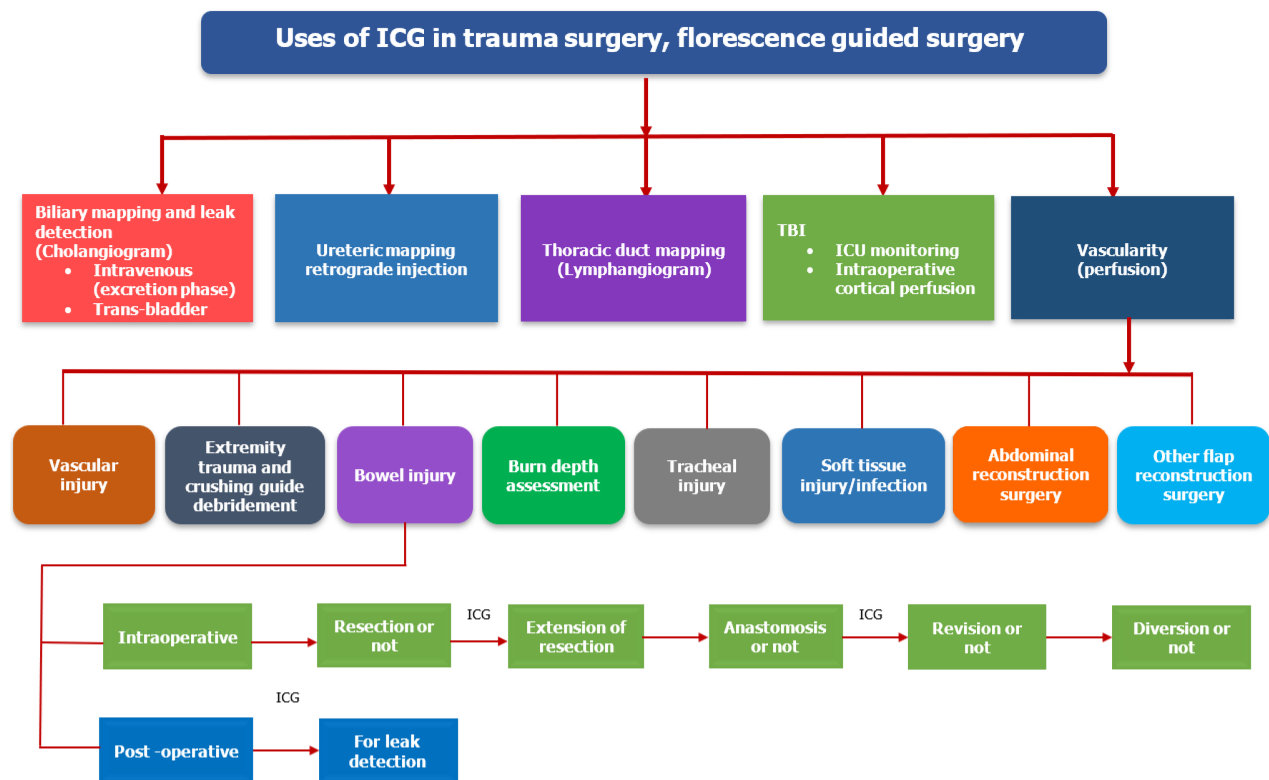 Uses of ICG in trauma surgery, florescence guided surgery
Biliary mapping and leak
detection
(Cholangiogram)
• Intravenous
(excretion phase)
• Trans-bladder
Ureteric mapping
retrograde injection
Thoracic duct mapping
(Lymphangiogram)
TBI
• ICU monitoring
• Intraoperative
cortical perfusion
Vascularity
(perfusion)
Vascular
injury
Extremity
trauma and
crushing guide
debridement
Bowel injury
Burn depth
assessment
Tracheal
injury
Soft tissue
injury/infection
Abdominal
reconstruction
surgery
Other flap
reconstruction
surgery
Intraoperative
Resection or
not
ICG
Extension of
resection
Anastomosis
or not
ICG
Revision or
not
Diversion or
not
Post -operative
ICG
For leak
detection